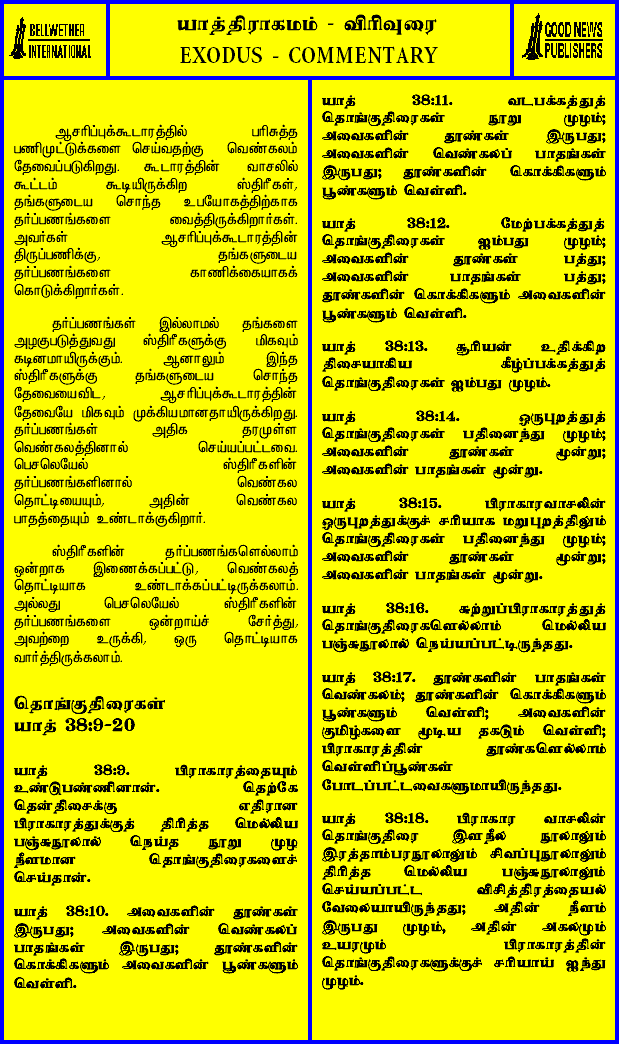 BELLWETHER
INTERNATIONAL
யாத்திராகமம் - விரிவுரை
EXODUS - COMMENTARY
GOOD NEWS
PUBLISHERS
ஆசரிப்புக்கூடாரத்தில் பரிசுத்த
பணிமுட்டுக்களை செய்வதற்கு வெண்கலம்
தேவைப்படுகிறது. கூடாரத்தின் வாசலில்
கூட்டம் கூடியிருக்கிற ஸ்திரீகள்,
தங்களுடைய சொந்த உபயோகத்திற்காக
தர்ப்பணங்களை வைத்திருக்கிறார்கள்.
அவர்கள் ஆசரிப்புக்கூடாரத்தின்
திருப்பணிக்கு, தங்களுடைய
தர்ப்பணங்களை காணிக்கையாகக்
கொடுக்கிறார்கள்.
தர்ப்பணங்கள் இல்லாமல் தங்களை
அழகுபடுத்துவது ஸ்திரீகளுக்கு மிகவும்
கடினமாயிருக்கும். ஆனாலும் இந்த
ஸ்திரீகளுக்கு தங்களுடைய சொந்த
தேவையைவிட, ஆசரிப்புக்கூடாரத்தின்
தேவையே மிகவும் முக்கியமானதாயிருக்கிறது.
தர்ப்பணங்கள் அதிக தரமுள்ள
வெண்கலத்தினால் செய்யப்பட்டவை.
பெசலெயேல் ஸ்திரீகளின்
தர்ப்பணங்களினால் வெண்கல
தொட்டியையும், அதின் வெண்கல
பாதத்தையும் உண்டாக்குகிறார்.
ஸ்திரீகளின் தர்ப்பணங்களெல்லாம்
ஒன்றாக இணைக்கப்பட்டு, வெண்கலத்
தொட்டியாக உண்டாக்கப்பட்டிருக்கலாம்.
அல்லது பெசலெயேல் ஸ்திரீகளின்
தர்ப்பணங்களை ஒன்றாய்ச் சேர்த்து,
அவற்றை உருக்கி, ஒரு தொட்டியாக
வார்த்திருக்கலாம்.
தொங்குதிரைகள்
யாத் 38:9-20
யாத் 38:9. பிராகாரத்தையும்
உண்டுபண்ணினான். தெற்கே
தென்திசைக்கு எதிரான
பிராகாரத்துக்குத் திரித்த மெல்லிய
பஞ்சுநூலால் நெய்த நூறு முழ
நீளமான தொங்குதிரைகளைச்
செய்தான்.
யாத் 38:10. அவைகளின் தூண்கள்
இருபது; அவைகளின் வெண்கலப்
பாதங்கள் இருபது; தூண்களின்
கொக்கிகளும் அவைகளின் பூண்களும்
வெள்ளி.
யாத் 38:11. வடபக்கத்துத்
தொங்குதிரைகள் நூறு முழம்;
அவைகளின் தூண்கள் இருபது;
அவைகளின் வெண்கலப் பாதங்கள்
இருபது; தூண்களின் கொக்கிகளும்
பூண்களும் வெள்ளி.
யாத் 38:12. மேற்பக்கத்துத்
தொங்குதிரைகள் ஐம்பது முழம்;
அவைகளின் தூண்கள் பத்து;
அவைகளின் பாதங்கள் பத்து;
தூண்களின் கொக்கிகளும் அவைகளின்
பூண்களும் வெள்ளி.
யாத் 38:13. சூரியன் உதிக்கிற
திசையாகிய கீழ்ப்பக்கத்துத்
தொங்குதிரைகள் ஐம்பது முழம்.
யாத் 38:14. ஒருபுறத்துத்
தொங்குதிரைகள் பதினைந்து முழம்;
அவைகளின் தூண்கள் மூன்று;
அவைகளின் பாதங்கள் மூன்று.
யாத் 38:15. பிராகாரவாசலின்
ஒருபுறத்துக்குச் சரியாக மறுபுறத்திலும்
தொங்குதிரைகள் பதினைந்து முழம்;
அவைகளின் தூண்கள் மூன்று;
அவைகளின் பாதங்கள் மூன்று.
யாத் 38:16. சுற்றுப்பிராகாரத்துத்
தொங்குதிரைகளெல்லாம் மெல்லிய
பஞ்சுநூலால் நெய்யப்பட்டிருந்தது.
யாத் 38:17. தூண்களின் பாதங்கள்
வெண்கலம்; தூண்களின் கொக்கிகளும்
பூண்களும் வெள்ளி; அவைகளின்
குமிழ்களை மூடிய தகடும் வெள்ளி;
பிராகாரத்தின் தூண்களெல்லாம்
வெள்ளிப்பூண்கள்
போடப்பட்டவைகளுமாயிருந்தது.
யாத் 38:18. பிராகார வாசலின்
தொங்குதிரை இளநீல நூலாலும்
இரத்தாம்பரநூலாலும் சிவப்புநூலாலும்
திரித்த மெல்லிய பஞ்சுநூலாலும்
செய்யப்பட்ட விசித்திரத்தையல்
வேலையாயிருந்தது; அதின் நீளம்
இருபது முழம், அதின் அகலமும்
உயரமும் பிராகாரத்தின்
தொங்குதிரைகளுக்குச் சரியாய் ஐந்து
முழம்.